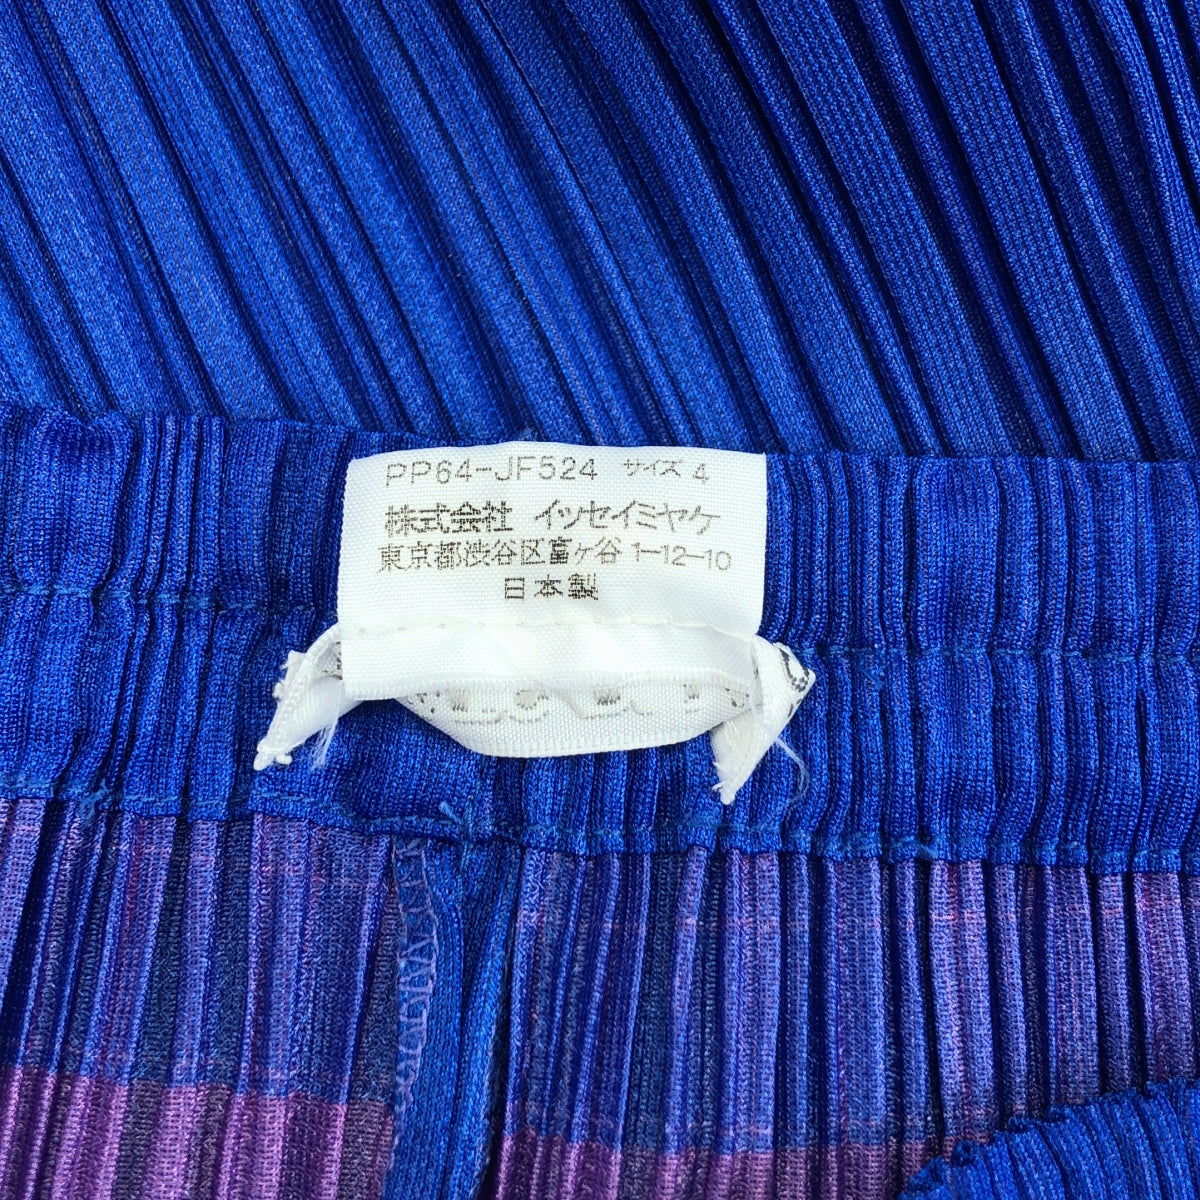 PP64-JF524 サイズ 4
株式会社 イッセイミヤケ
東京都渋谷区富ヶ谷 1-12-10
日本製